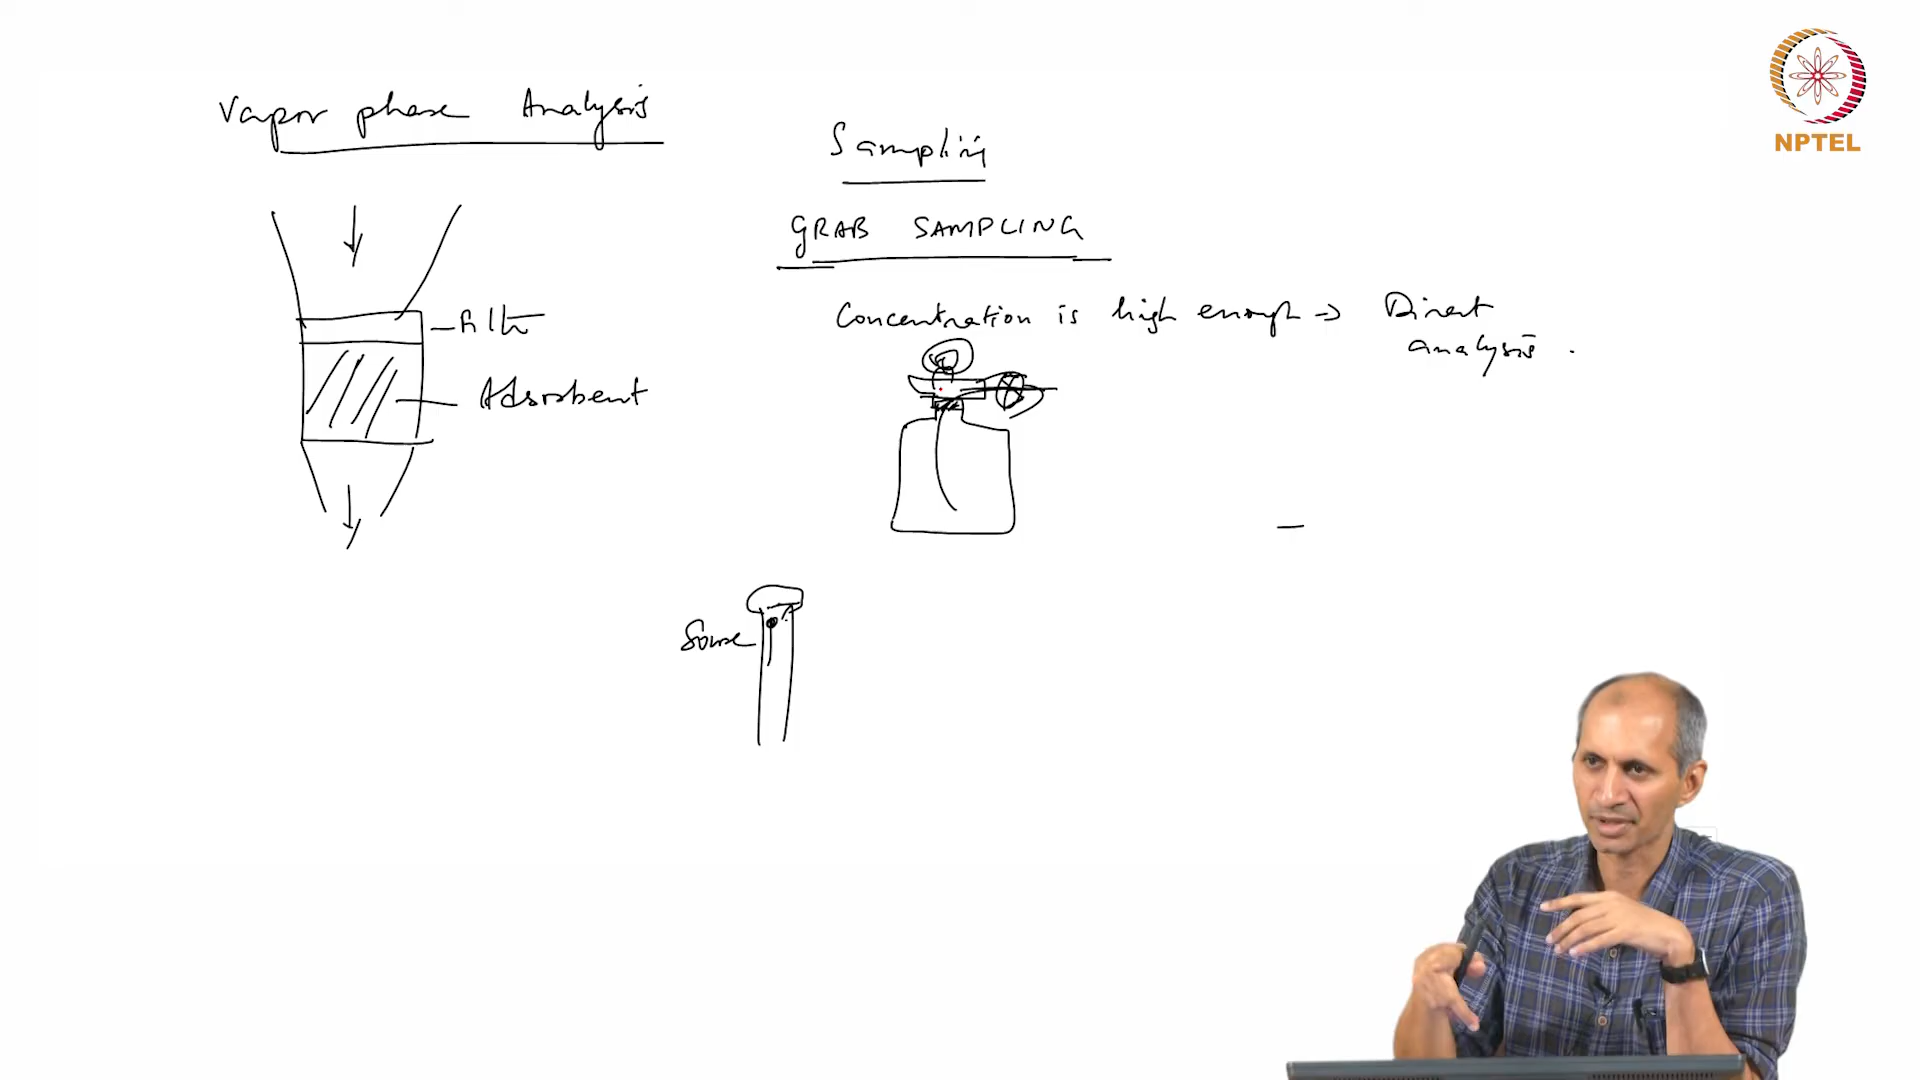 Vapor phase Analysis
Sampling
GRAB SAMPLING
Concentration is high enough → Direct
analysis.
Filter
Adsorbent
Source
NPTEL